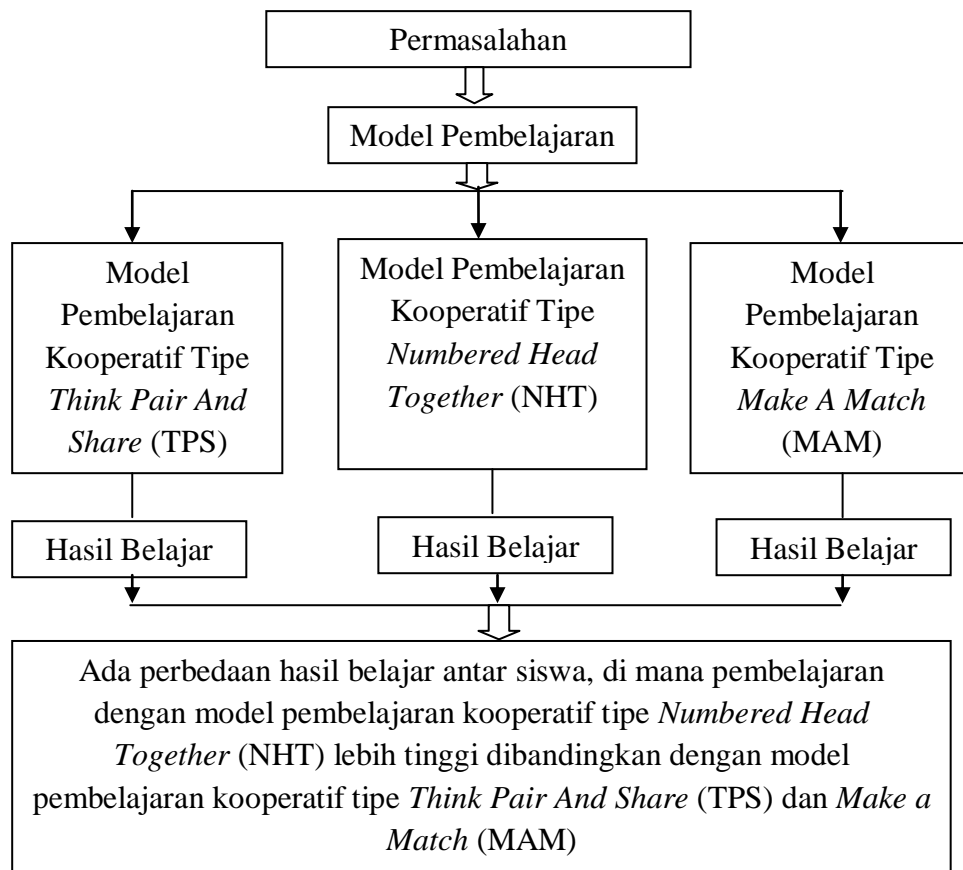 Permasalahan
Model Pembelajaran
Model
Pembelajaran
Kooperatif Tipe
Think Pair And
Share (TPS)
Model Pembelajaran
Kooperatif Tipe
Numbered Head
Together (NHT)
Model
Pembelajaran
Kooperatif Tipe
Make A Match
(MAM)
Hasil Belajar
Hasil Belajar
Hasil Belajar
Ada perbedaan hasil belajar antar siswa, di mana pembelajaran
dengan model pembelajaran kooperatif tipe Numbered Head
Together (NHT) lebih tinggi dibandingkan dengan model
pembelajaran kooperatif tipe Think Pair And Share (TPS) dan Make a
Match (MAM)